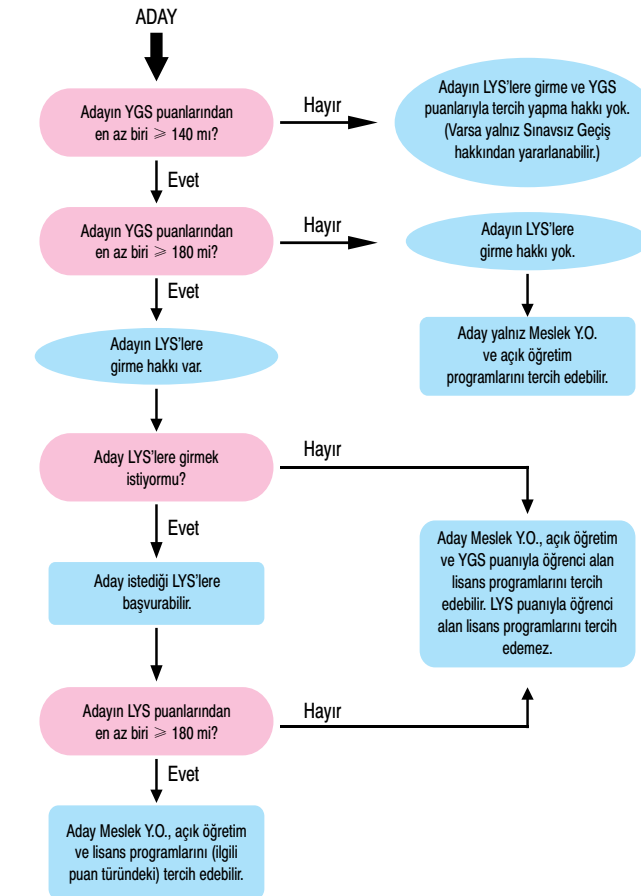 ADAY
Adayın YGS puanlarından
en az biri ⩾ 140 mı?
Hayır
Adayın LYS'lere girme ve YGS
puanlarıyla tercih yapma hakkı yok.
(Varsa yalnız Sınavsız Geçiş
hakkından yararlanabilir.)
Evet
Adayın YGS puanlarından
en az biri ⩾ 180 mi?
Hayır
Adayın LYS'lere
girme hakkı yok.
Evet
Aday yalnız Meslek Y.O.
ve açık öğretim
programlarını tercih edebilir.
Adayın LYS'lere
girme hakkı var.
Aday LYS'lere girmek
istiyormu?
Hayır
Evet
Aday Meslek Y.O., açık öğretim
ve YGS puanıyla öğrenci alan
lisans programlarını tercih
edebilir. LYS puanıyla öğrenci
alan lisans programlarını tercih
edemez.
Aday istediği LYS'lere
başvurabilir.
Adayın LYS puanlarından
en az biri ⩾ 180 mi?
Hayır
Evet
Aday Meslek Y.O., açık öğretim
ve lisans programlarını (ilgili
puan türündeki) tercih edebilir.